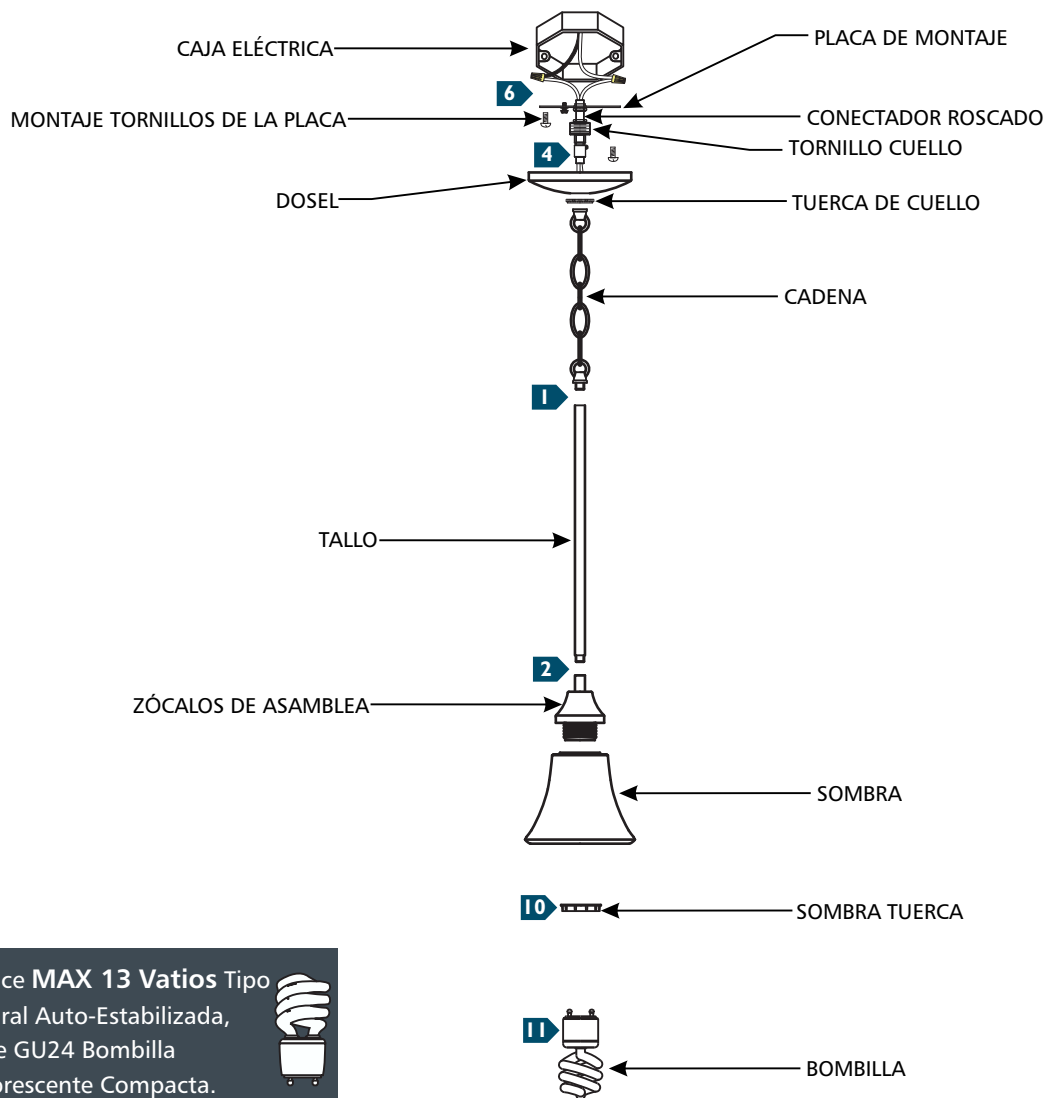 CAJA ELÉCTRICA
PLACA DE MONTAJE
6
MONTAJE TORNILLOS DE LA PLACA
CONECTADOR ROSCADO
TORNILLO CUELLO
4
DOSEL
TUERCA DE CUELLO
CADENA
1
TALLO
2
ZÓCALOS DE ASAMBLEA
SOMBRA
10
SOMBRA TUERCA
MAX 13 Vatios Tipo
Auto-Estabilizada,
GU24 Bombilla
Compacta.
11
BOMBILLA